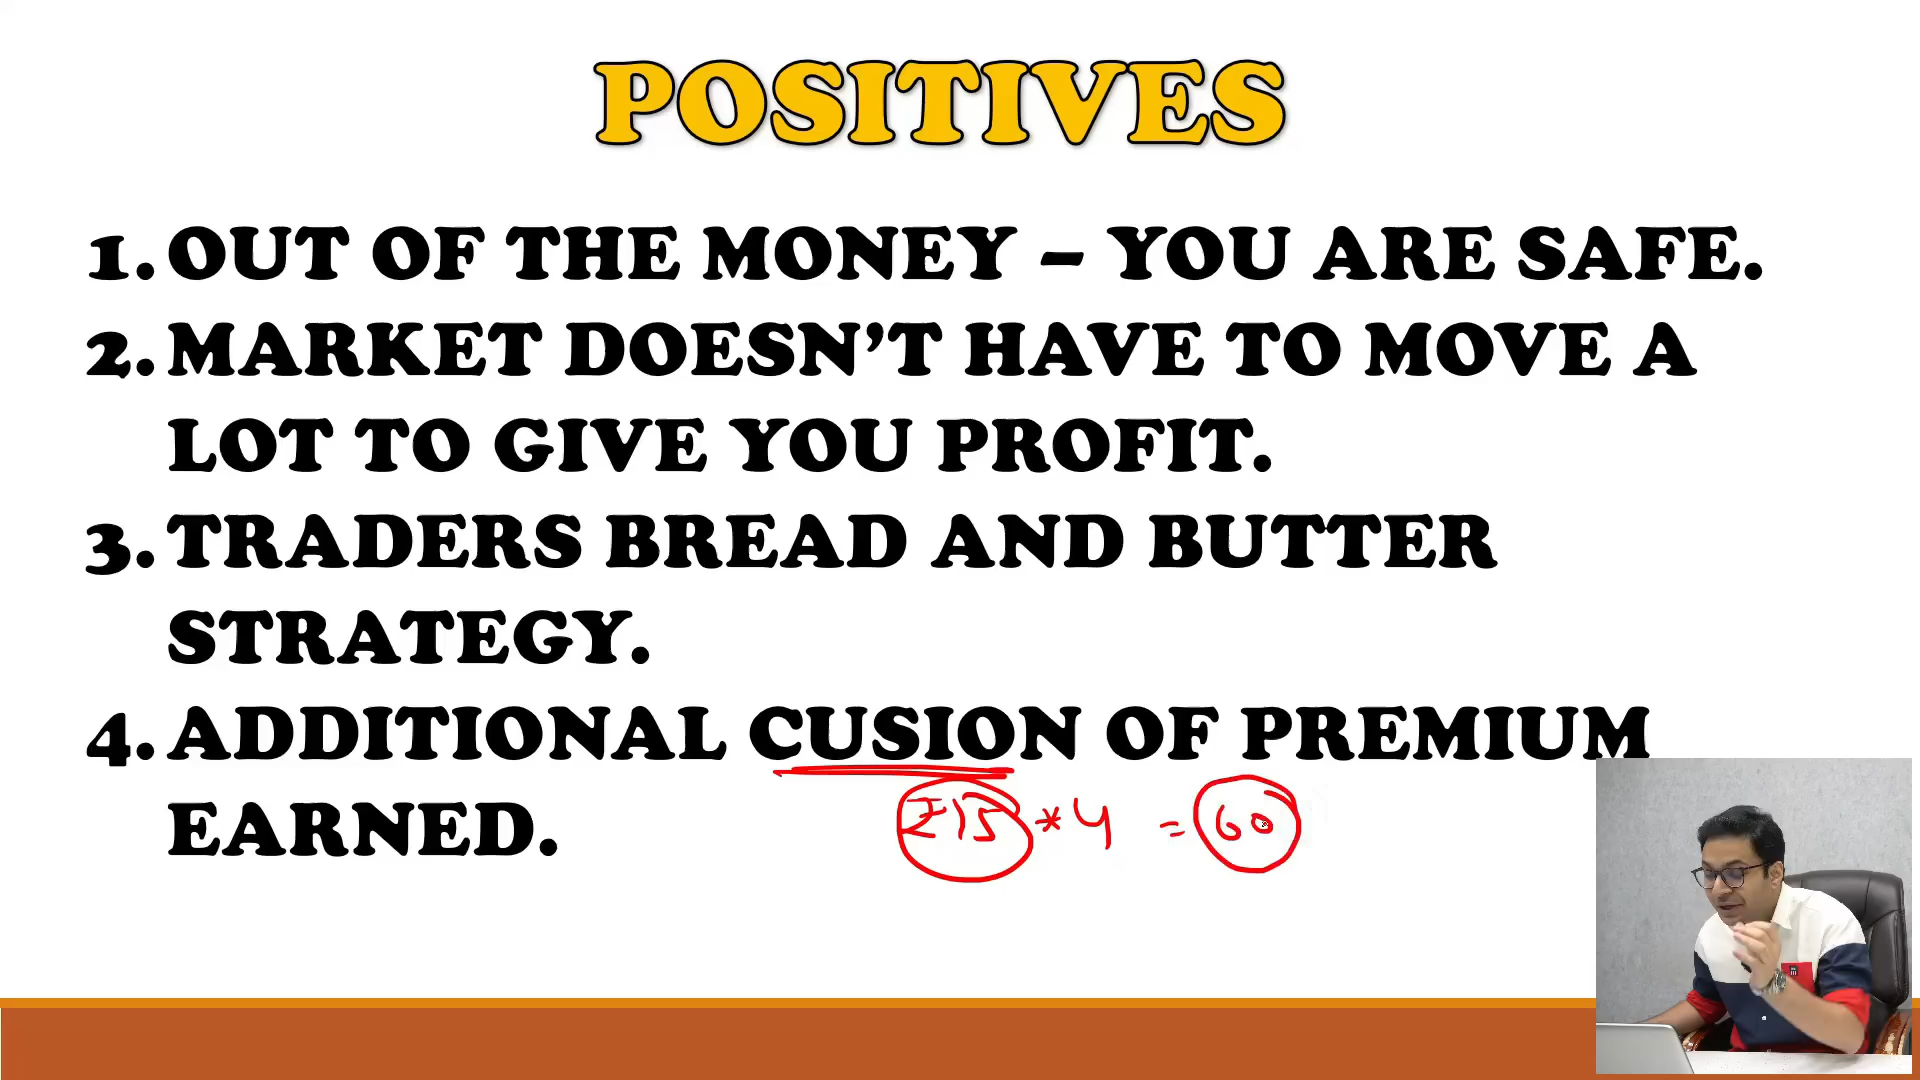 POSITIVES
1. OUT OF THE MONEY – YOU ARE SAFE.
2. MARKET DOESN’T HAVE TO MOVE A
LOT TO GIVE YOU PROFIT.
3. TRADERS BREAD AND BUTTER
STRATEGY.
4. ADDITIONAL CUSION OF PREMIUM
EARNED.
₹15 * 4 = 60